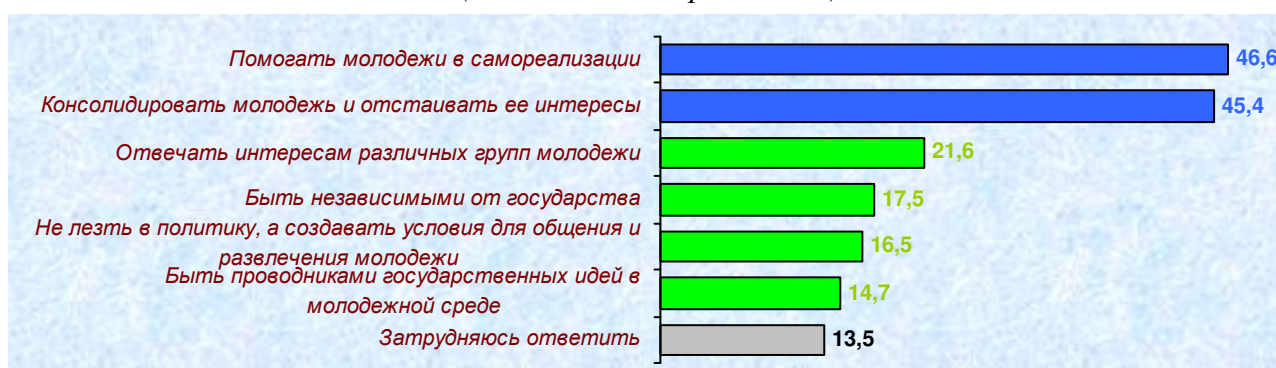 Помогать молодежи в самореализации 46,6
Консолидировать молодежь и отстаивать ее интересы 45,4
Отвечать интересам различных групп молодежи 21,6
Быть независимыми от государства 17,5
Не лезть в политику, а создавать условия для общения и
развлечения молодежи 16,5
Быть проводниками государственных идей в
молодежной среде 14,7
Затрудняюсь ответить 13,5